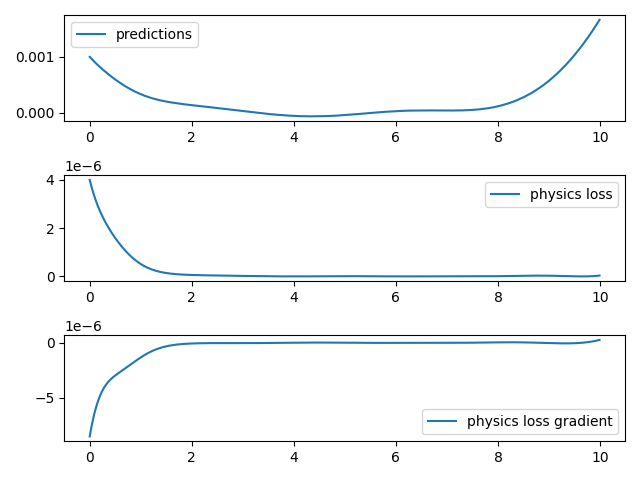 predictions
0.001
0.000
0 2 4 6 8 10
1e−6
physics loss
4
2
0
0 2 4 6 8 10
1e−6
0
−5
physics loss gradient
0 2 4 6 8 10